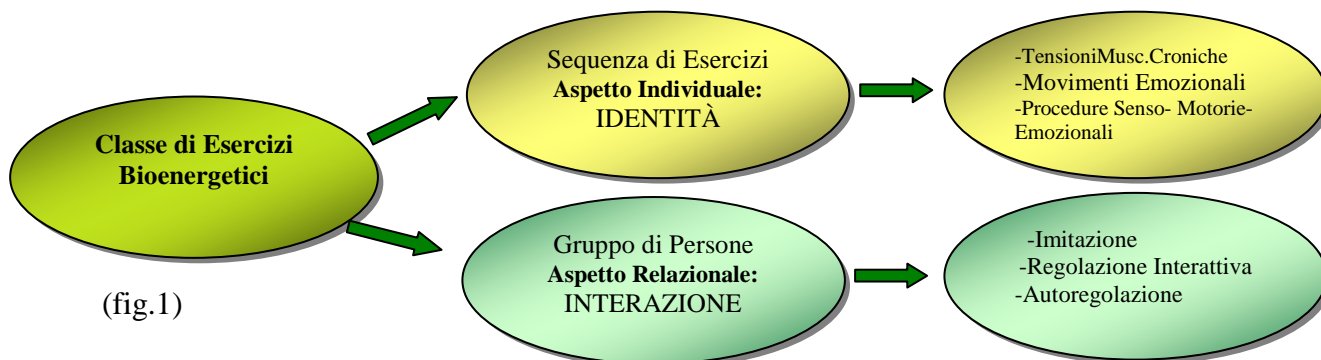 Classe di Esercizi
Bioenergetici
Sequenza di Esercizi
Aspetto Individuale:
IDENTITÀ
-TensioniMusc.Croniche
-Movimenti Emozionali
-Procedure Senso- Motorie-
Emozionali
Gruppo di Persone
Aspetto Relazionale:
INTERAZIONE
-Imitazione
-Regolazione Interattiva
-Autoregolazione
(fig.1)